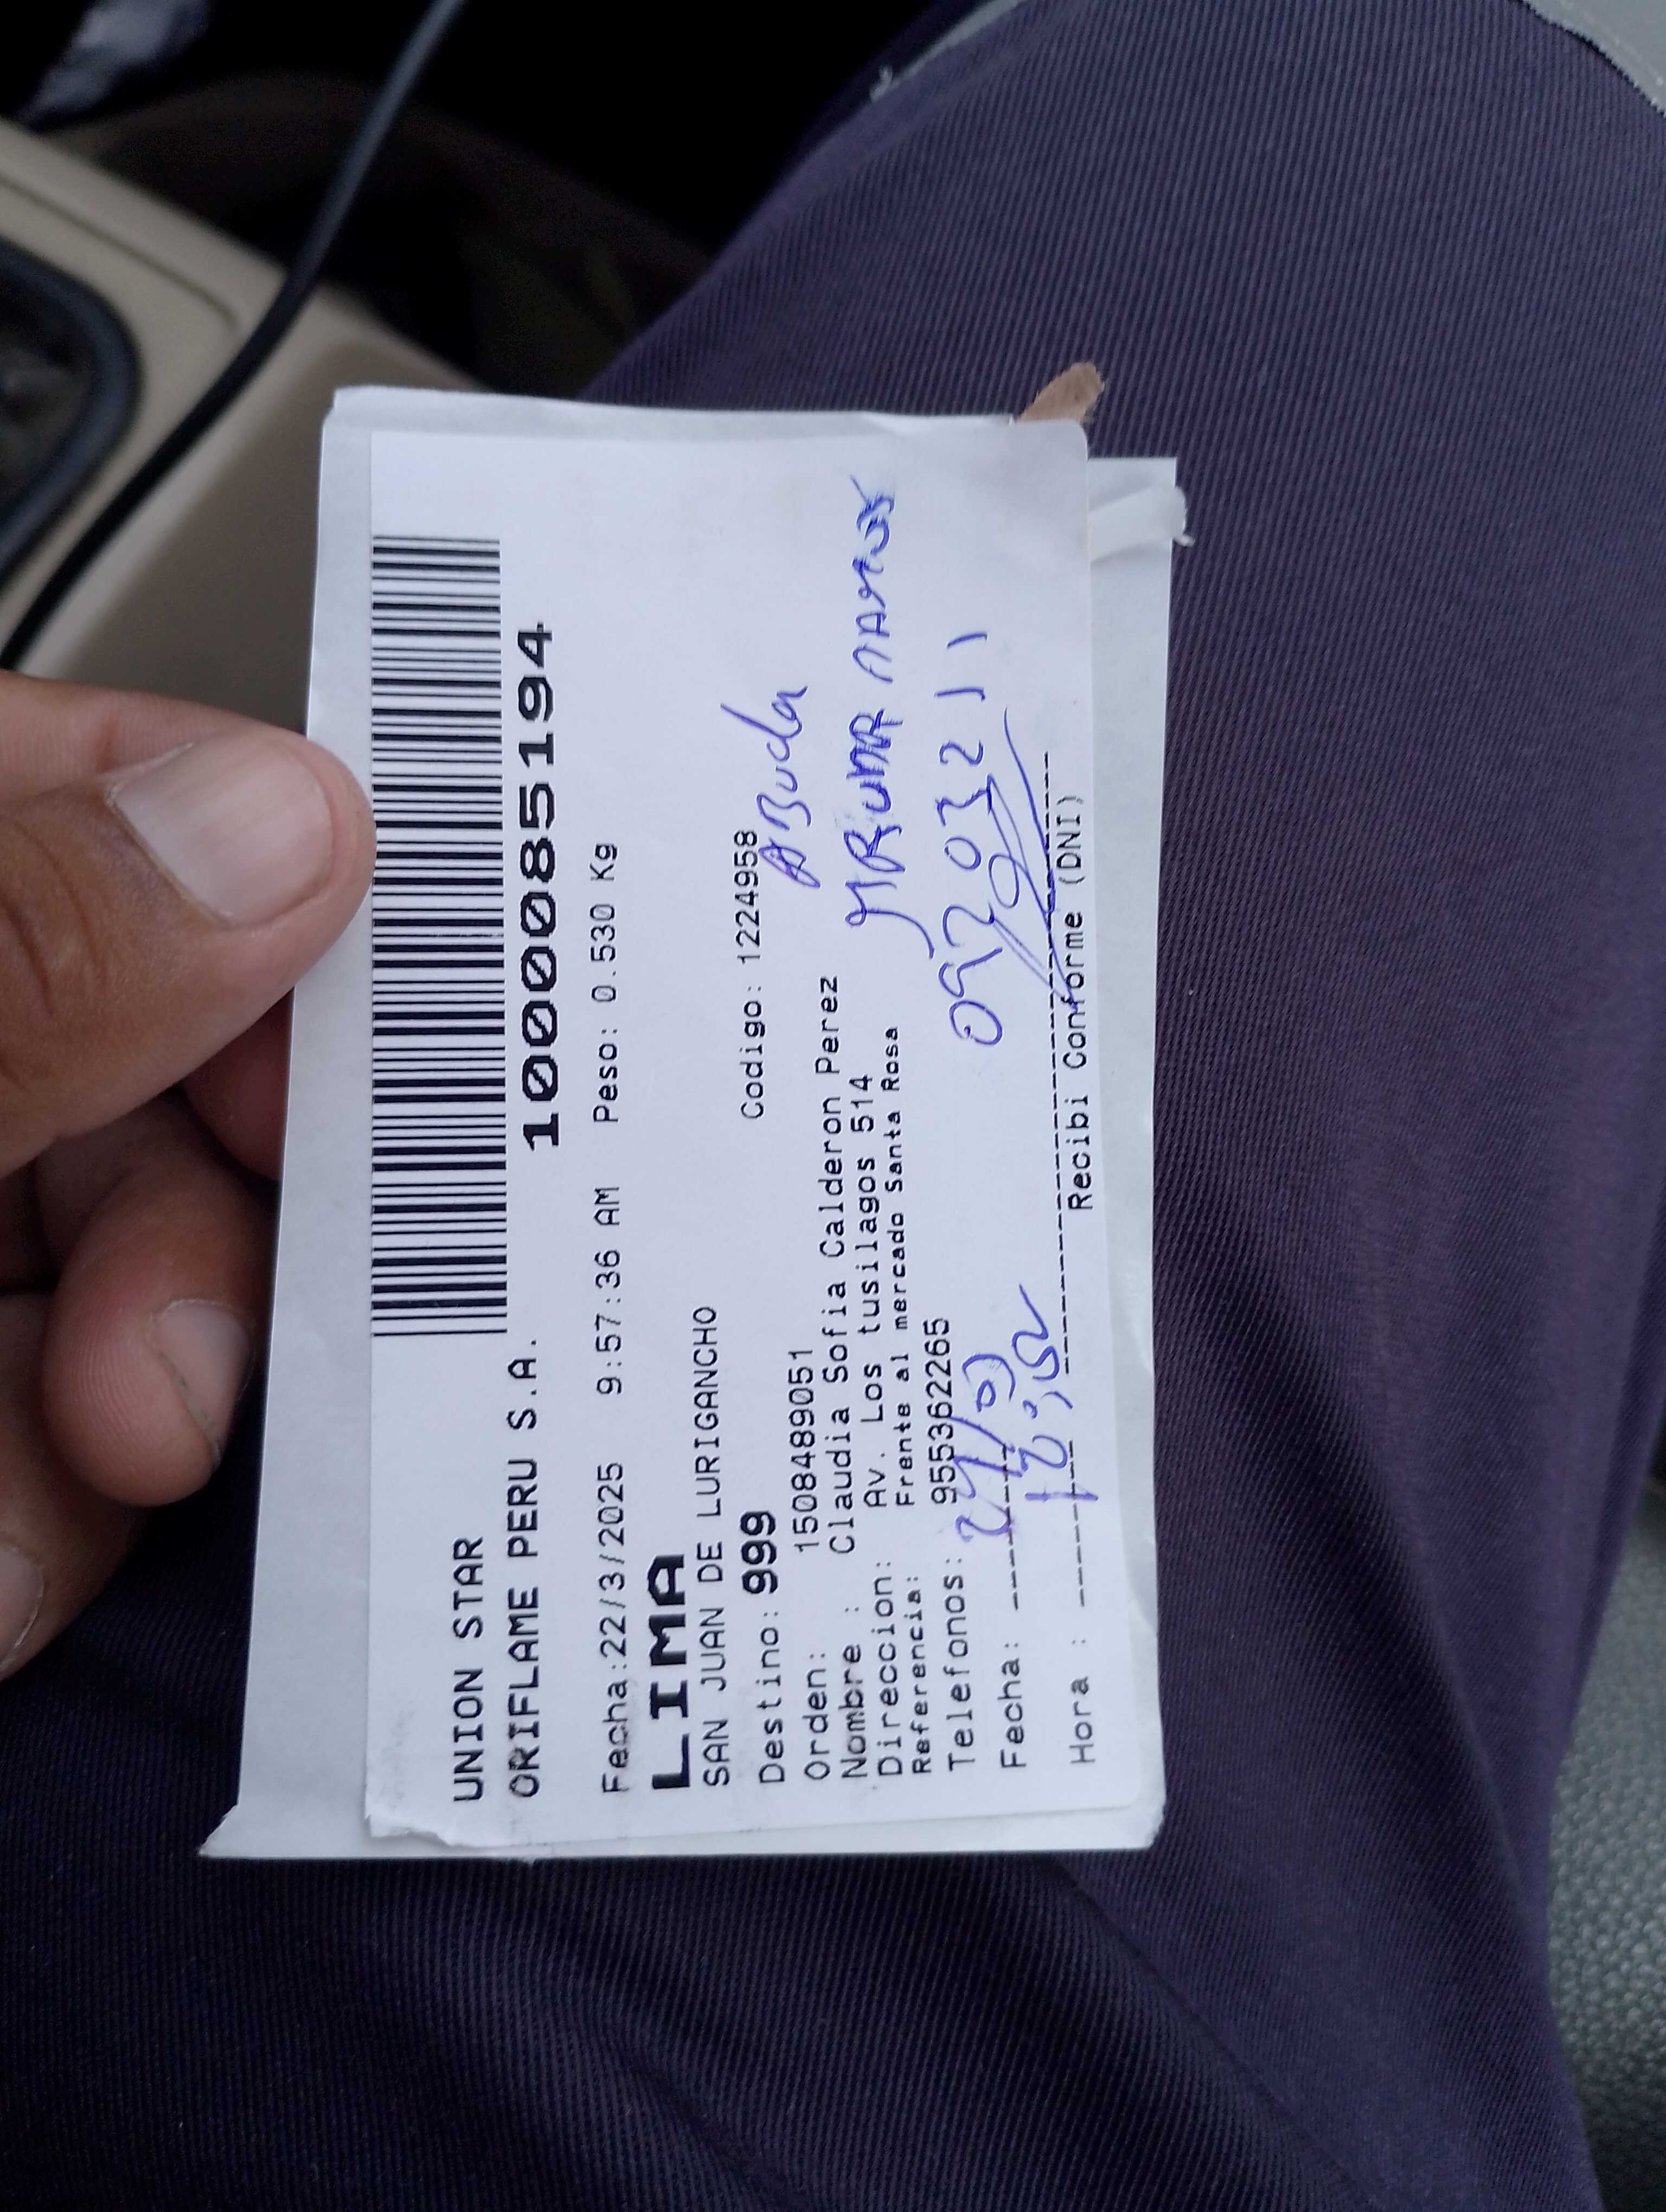 UNION STAR
ORIFLAME PERU S.A.
1000085194
Fecha:22/3/2025 9:57:36 AM Peso: 0.530 Kg
LIMA
SAN JUAN DE LURIGANCHO
Destino: 999 Codigo: 1224958
Orden: 1508489051
Nombre : Claudia Sofia Calderon Perez
Direccion: Av. Los tusilagos 514
Referencia: Frente al mercado Santa Rosa
Telefonos: 955362265
Fecha:
Hora :
Recibi Conforme (DNI)